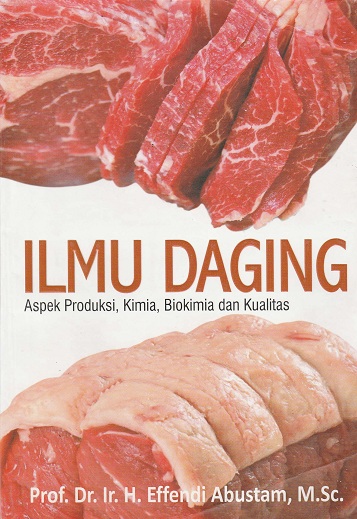 ILMU DAGING
Aspek Produksi, Kimia, Biokimia dan Kualitas
Prof. Dr. Ir. H. Effendi Abustam, M.Sc.